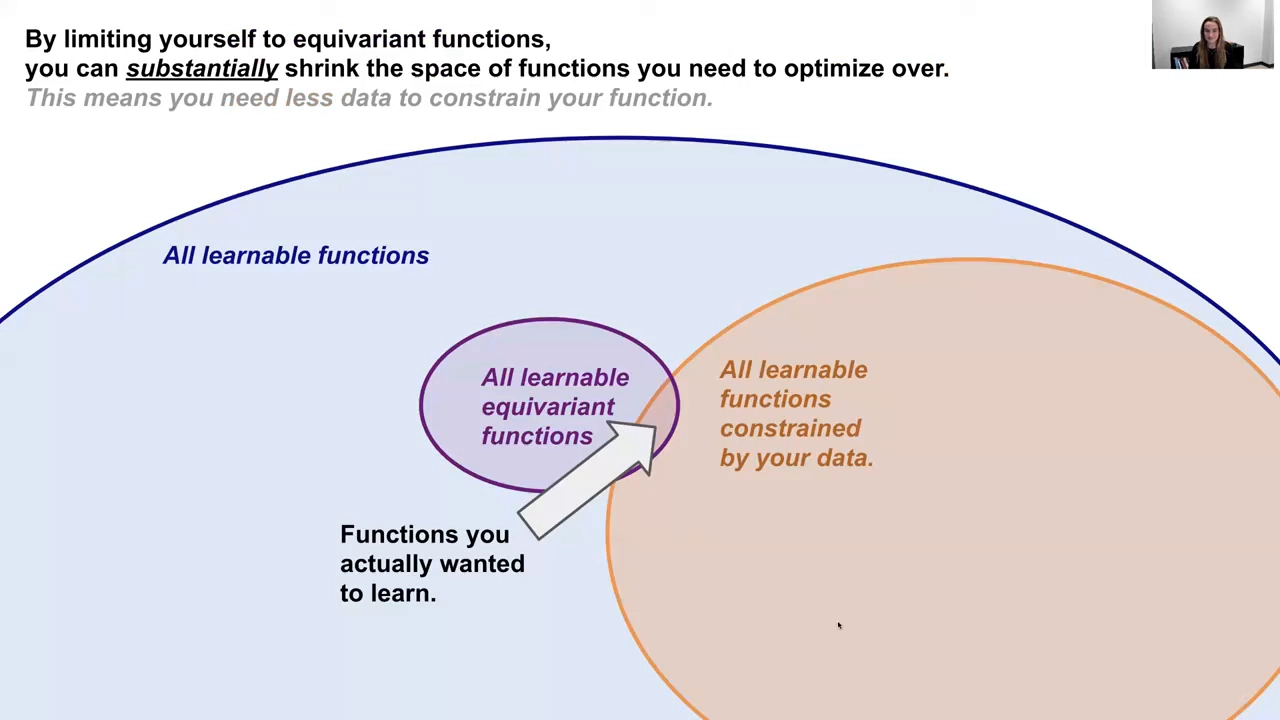 By limiting yourself to equivariant functions,
you can substantially shrink the space of functions you need to optimize over.
This means you need less data to constrain your function.
All learnable functions
All learnable
equivariant
functions
All learnable
functions
constrained
by your data.
Functions you
actually wanted
to learn.